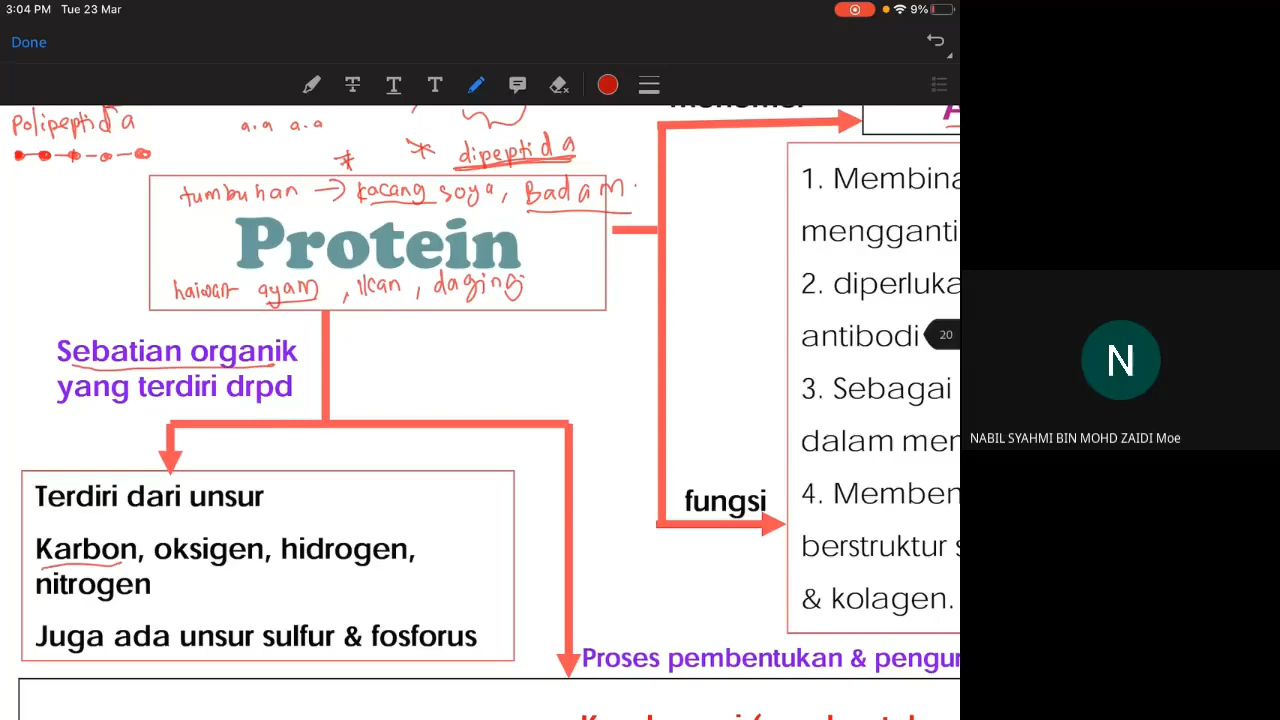 3:04 PM Tue 23 Mar
9%
Done
Polipeptida
a.a a.a
dipeptida
tumbuhan → kacang soya, Badam.
Protein
haiwan ayam, ikan, daging
Sebatian organik
yang terdiri drpd
Terdiri dari unsur
Karbon, oksigen, hidrogen,
nitrogen
Juga ada unsur sulfur & fosforus
fungsi
1. Membina
mengganti
2. diperluka
antibodi
20
3. Sebagai
dalam men
4. Memben
berstruktur s
& kolagen.
Proses pembentukan & pengur
N
NABIL SYAHMI BIN MOHD ZAIDI Moe